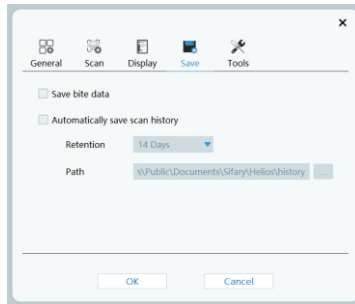 General Scan Display Save Tools
Save bite data
Automatically save scan history
Retention 14 Days
Path s\Public\Documents\Sifary\Helios\history ...
OK Cancel